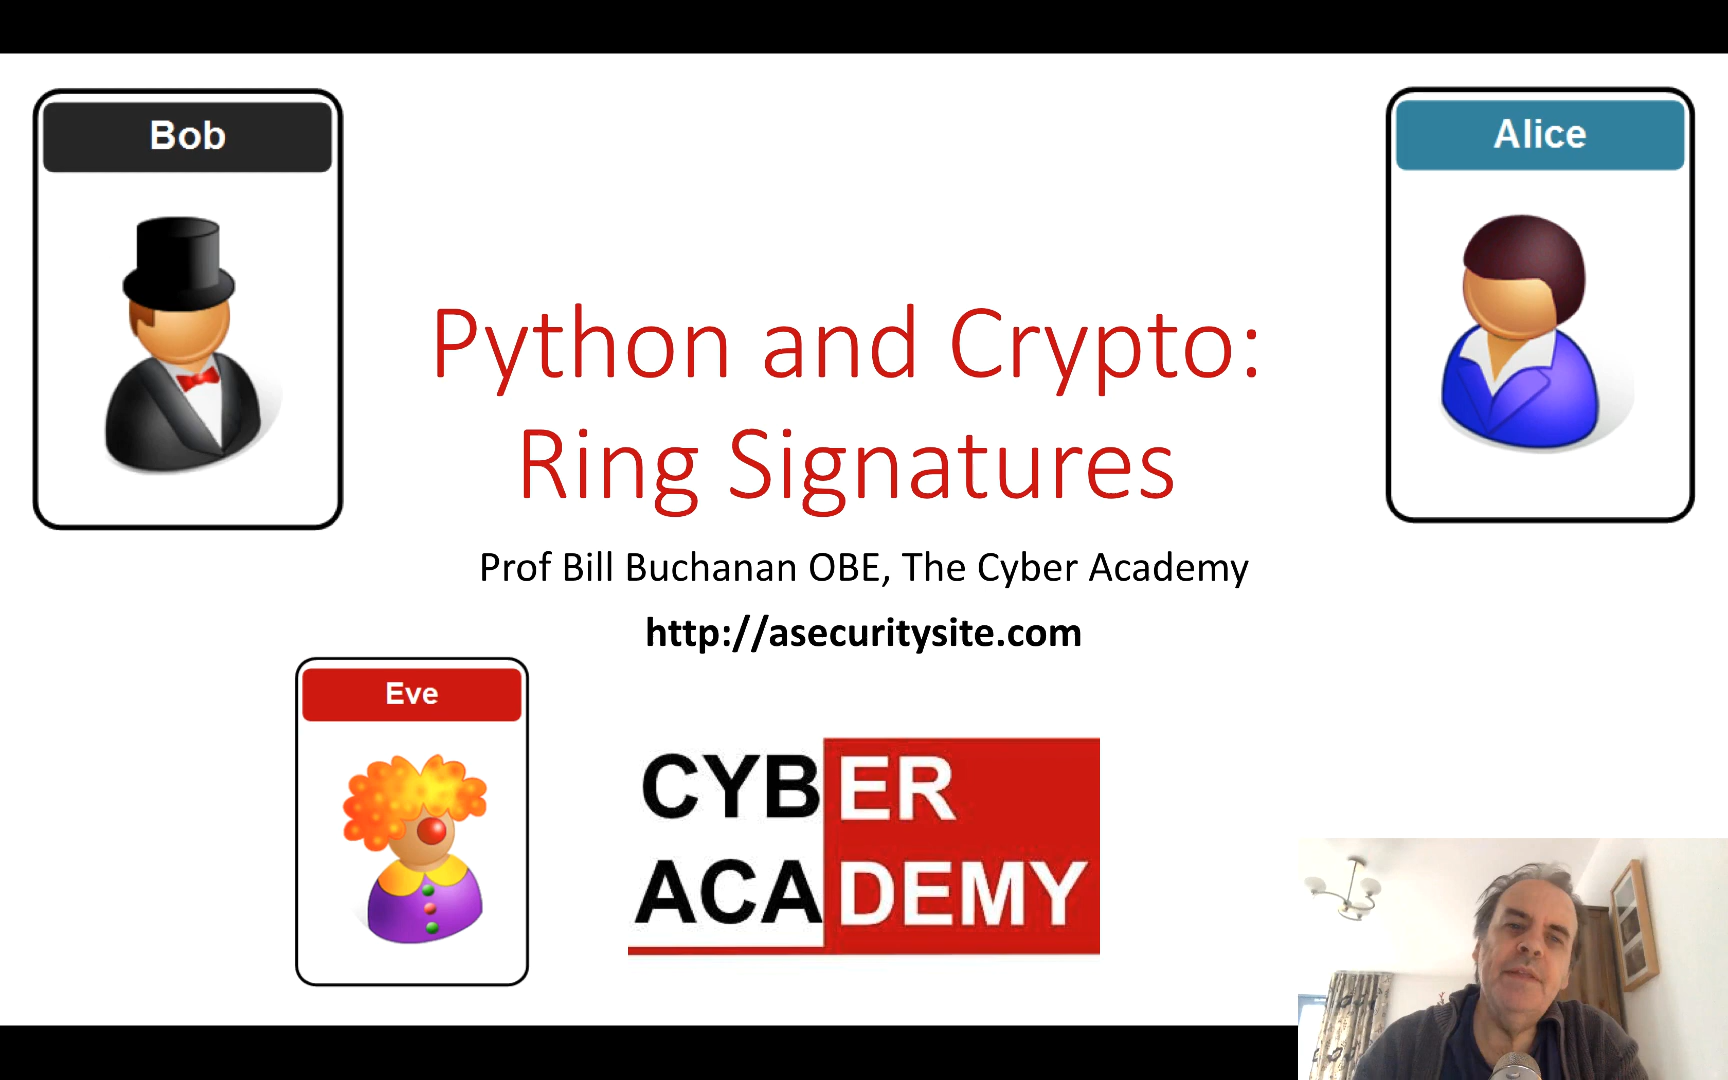 Bob
Alice
Python and Crypto:
Ring Signatures
Prof Bill Buchanan OBE, The Cyber Academy
http://asecuritysite.com
Eve
CYBER
ACADEMY